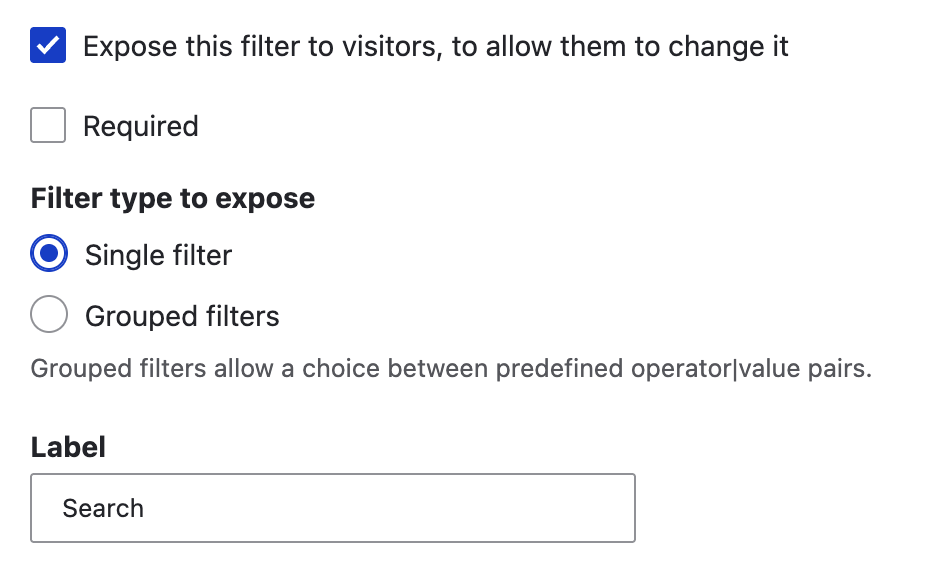 Expose this filter to visitors, to allow them to change it
Required
Filter type to expose
Single filter
Grouped filters
Grouped filters allow a choice between predefined operator|value pairs.
Label
Search